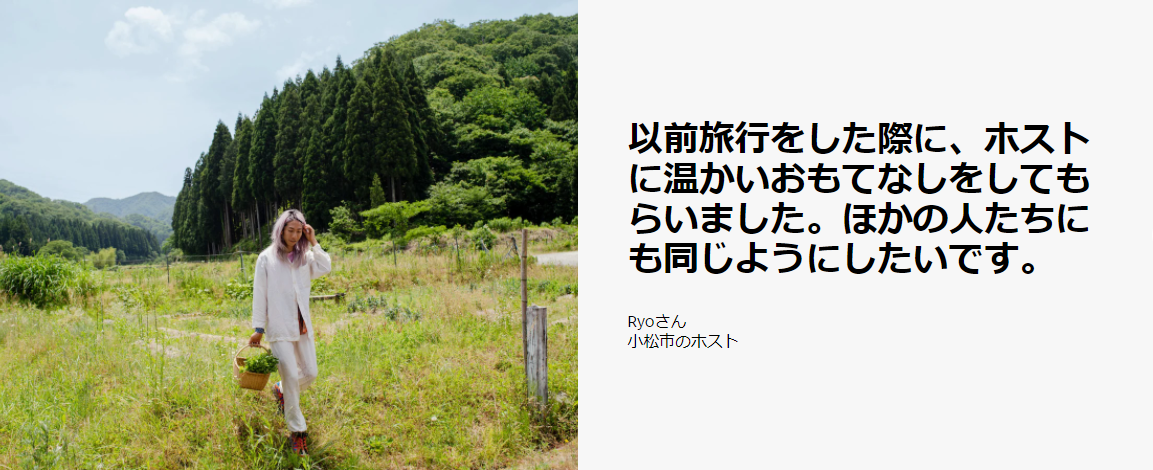 以前旅行をした際に、ホスト
に温かいおもてなしをしても
らいました。ほかの人たちに
も同じようにしたいです。
Ryoさん
小松市のホスト